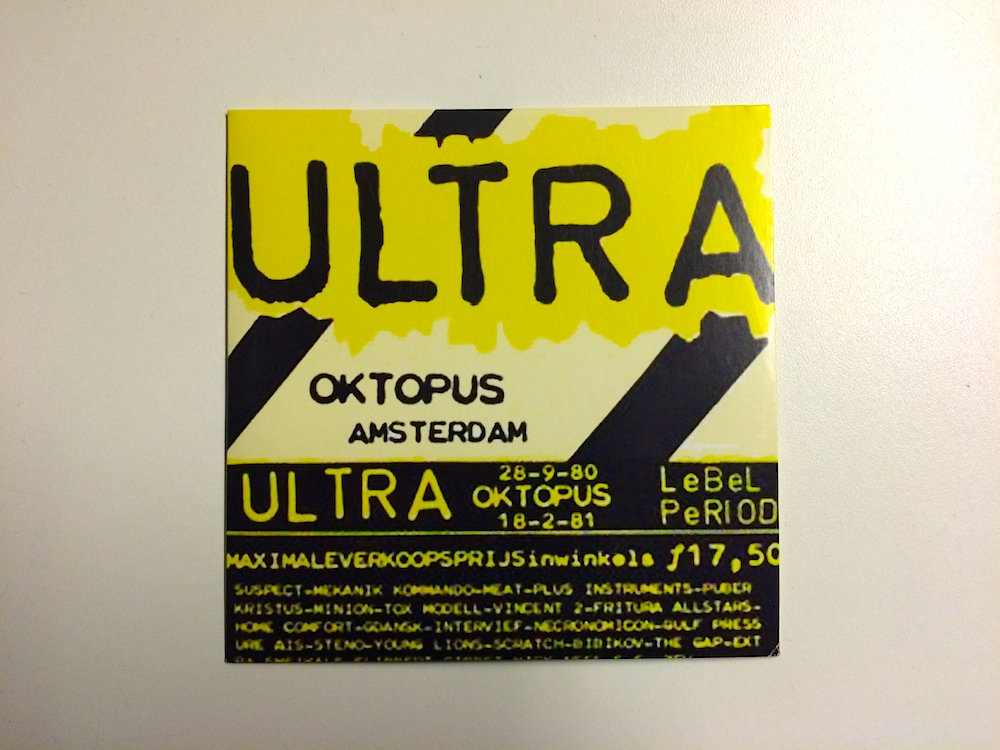 ULTRA
OKTOPUS
AMSTERDAM
ULTRA
28-9-80
OKTOPUS
18-2-81
LeBeL
PeRIOD
MAXIMALEVERKOOPSPRIJSinwinkels ƒ17,50
SUSPECT-MEKANIK KOMMANDO-MEAT-PLUS INSTRUMENTS-PUBER
KRISTUS-MINION-TOX MODELL-VINCENT 2-FRITURA ALLSTARS-
HOME COMFORT-GDANSK-INTERVIEF-NECRONOMICON-GULF PRESS
URE AIS-STENO-YOUNG LIONS-SCRATCH-BIBIKOV-THE GAP-EXT